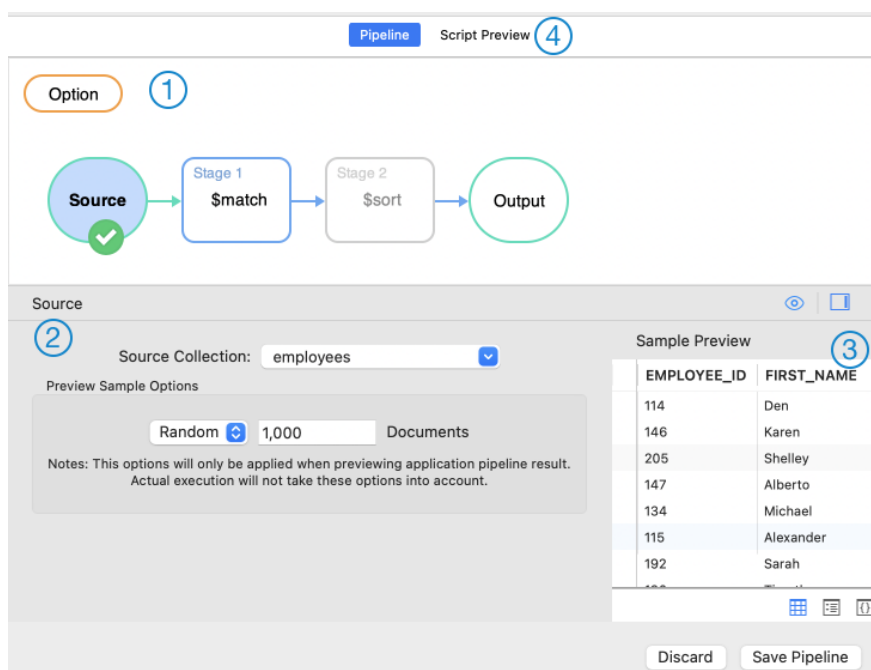 Pipeline Script Preview 4
Option 1
Stage 1 Stage 2
Source $match $sort Output
Source
2 Sample Preview 3
Source Collection: employees
EMPLOYEE_ID FIRST_NAME
Preview Sample Options
114 Den
Random 1,000 Documents
146 Karen
Notes: This options will only be applied when previewing application pipeline result.
205 Shelley
Actual execution will not take these options into account.
147 Alberto
134 Michael
115 Alexander
192 Sarah
Discard Save Pipeline